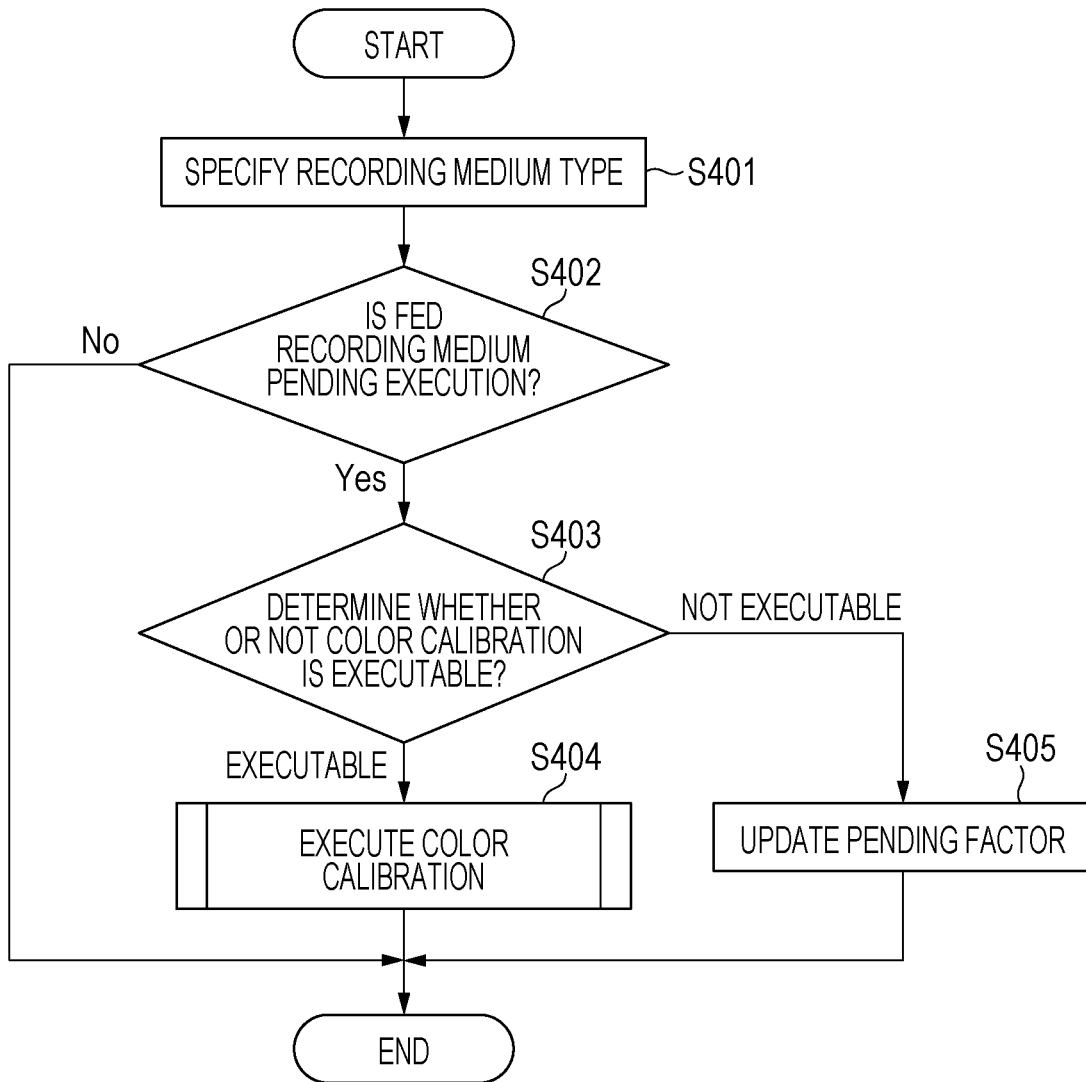 START
SPECIFY RECORDING MEDIUM TYPE
S401
S402
IS FED
RECORDING MEDIUM
PENDING EXECUTION?
No
Yes
S403
DETERMINE WHETHER
OR NOT COLOR CALIBRATION
IS EXECUTABLE?
NOT EXECUTABLE
EXECUTABLE
S404
EXECUTE COLOR
CALIBRATION
S405
UPDATE PENDING FACTOR
END